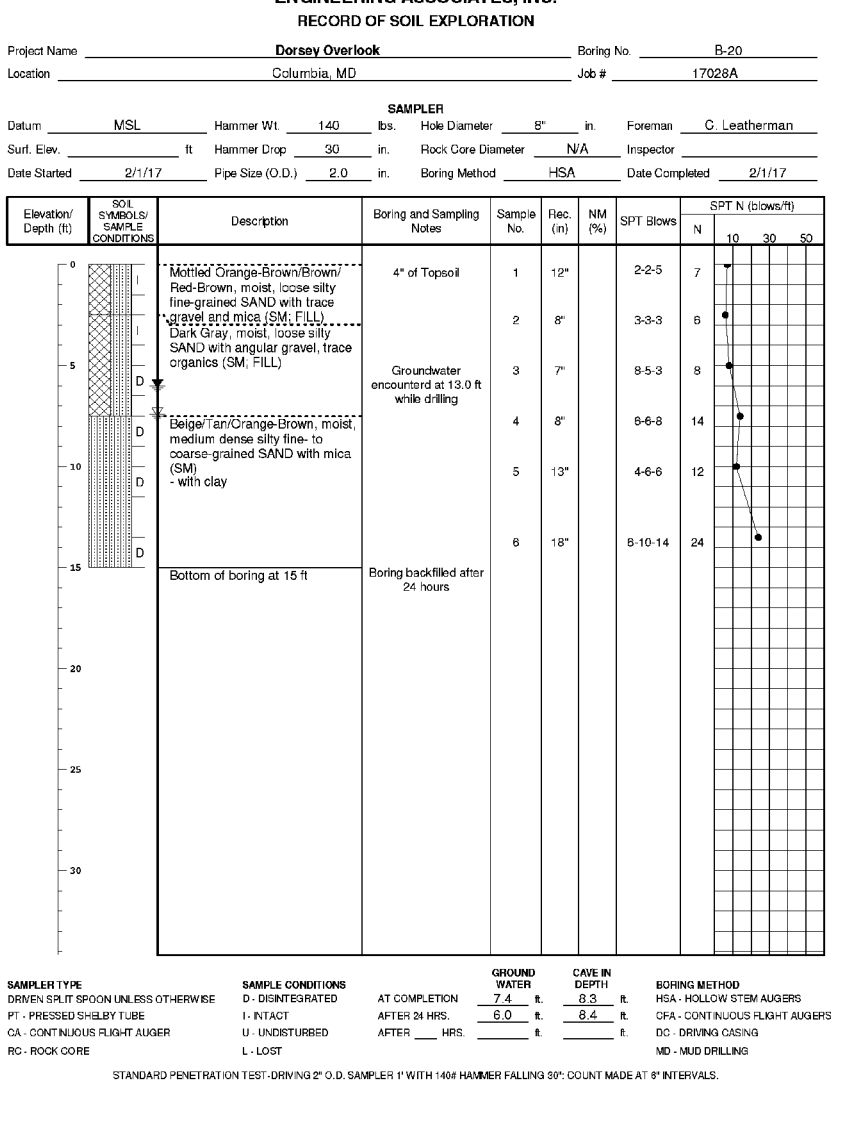 ENGINEERING ASSOCIATES, INC.
RECORD OF SOIL EXPLORATION
Project Name Dorsey Overlook Boring No. B-20
Location Columbia, MD Job # 17028A
SAMPLER
Datum MSL Hammer Wt. 140 lbs. Hole Diameter 8" in. Foreman C. Leatherman
Surf. Elev. ft Hammer Drop 30 in. Rock Core Diameter N/A Inspector
Date Started 2/1/17 Pipe Size (O.D.) 2.0 in. Boring Method HSA Date Completed 2/1/17
Elevation/ Depth (ft)
SOIL SYMBOLS/ SAMPLE CONDITIONS
Description
Boring and Sampling Notes
Sample No.
Rec. (in)
NM (%)
SPT Blows
SPT N (blows/ft)
N 10 30 50
0
I
Mottled Orange-Brown/Brown/ 4" of Topsoil 1 12" 2-2-5 7
Red-Brown, moist, loose silty
fine-grained SAND with trace
gravel and mica (SM; FILL) 2 8" 3-3-3 6
I
Dark Gray, moist, loose silty
SAND with angular gravel, trace
organics (SM; FILL)
5
D
Groundwater 3 7" 8-5-3 8
encounterd at 13.0 ft
while drilling
D
Beige/Tan/Orange-Brown, moist, 4 8" 6-6-8 14
medium dense silty fine- to
coarse-grained SAND with mica
(SM) 5 13" 4-6-6 12
- with clay
10
D
6 18" 6-10-14 24
D
15
Bottom of boring at 15 ft Boring backfilled after
24 hours
20
25
30
GROUND WATER CAVE IN DEPTH
SAMPLER TYPE SAMPLE CONDITIONS BORING METHOD
DRIVEN SPLIT SPOON UNLESS OTHERWISE D - DISINTEGRATED AT COMPLETION 7.4 ft. 8.3 ft. HSA - HOLLOW STEM AUGERS
PT - PRESSED SHELBY TUBE I - INTACT AFTER 24 HRS. 6.0 ft. 8.4 ft. CFA - CONTINUOUS FLIGHT AUGERS
CA - CONTINUOUS FLIGHT AUGER U - UNDISTURBED AFTER ___ HRS. ft. ft. DC - DRIVING CASING
RC - ROCK CORE L - LOST MD - MUD DRILLING
STANDARD PENETRATION TEST-DRIVING 2" O.D. SAMPLER 1' WITH 140# HAMMER FALLING 30": COUNT MADE AT 6" INTERVALS.